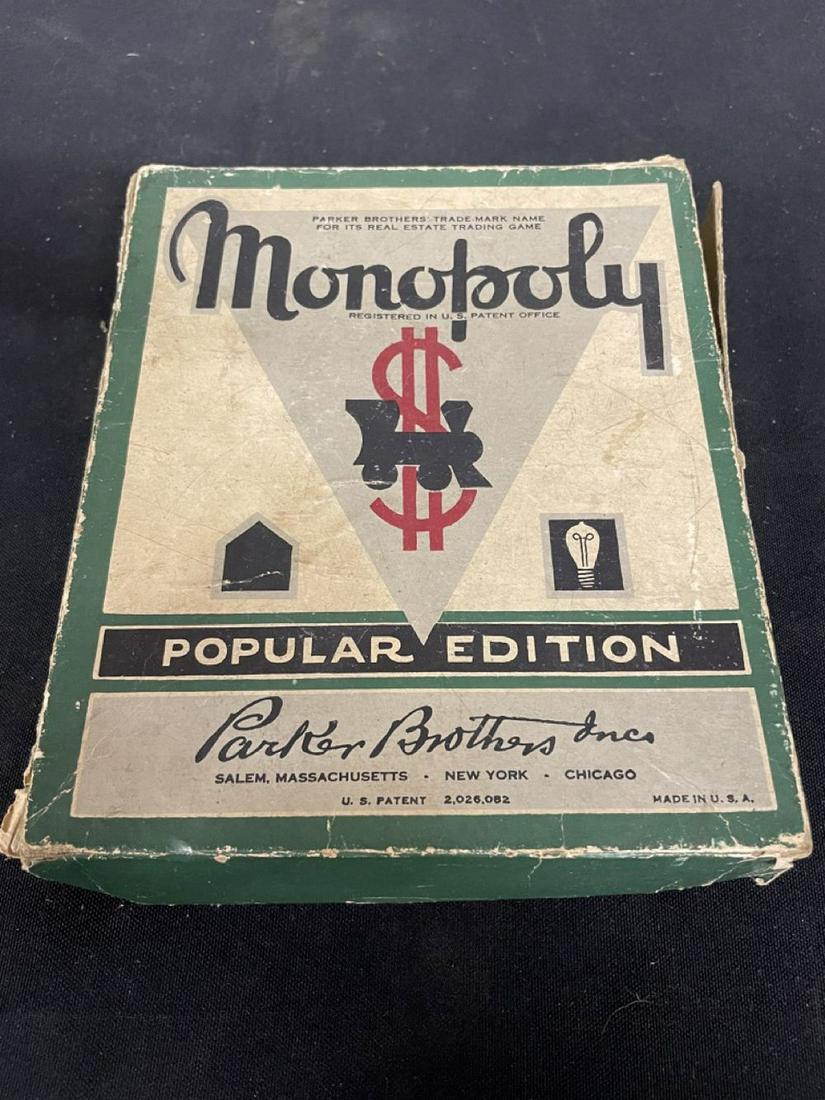 PARKER BROTHERS' TRADE-MARK NAME
FOR ITS REAL ESTATE TRADING GAME
Monopoly
REGISTERED IN U. S. PATENT OFFICE
POPULAR EDITION
Parker Brothers Inc.
SALEM, MASSACHUSETTS • NEW YORK • CHICAGO
U. S. PATENT 2,026,082 MADE IN U. S. A.